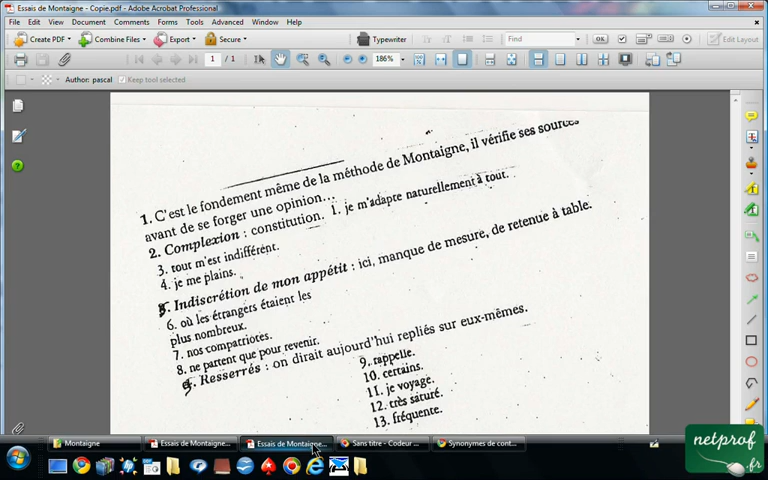 Essais de Montaigne - Copie.pdf - Adobe Acrobat Professional
File Edit View Document Comments Forms Tools Advanced Window Help
Create PDF Combine Files Export Secure Typewriter Find Edit Layout
1 / 1 186%
Author: pascal Keep tool selected
1. C'est le fondement même de la méthode de Montaigne, il vérifie ses sources
avant de se forger une opinion...
2. Complexion : constitution. 1. je m'adapte naturellement à tout.
3. tout m'est indifférent.
4. je me plains.
Indiscrétion de mon appétit : ici, manque de mesure, de retenue à table.
6. où les étrangers étaient les
plus nombreux.
7. nos compatriotes.
8. ne partent que pour revenir.
Resserrés : on dirait aujourd'hui repliés sur eux-mêmes.
9. rappelle.
10. certains.
11. je voyage.
12. très saturé.
13. fréquente.
Montaigne Essais de Montaigne... Essais de Montaigne... Sans titre - Codeur ... Synonymes de cont...
netprof
.fr